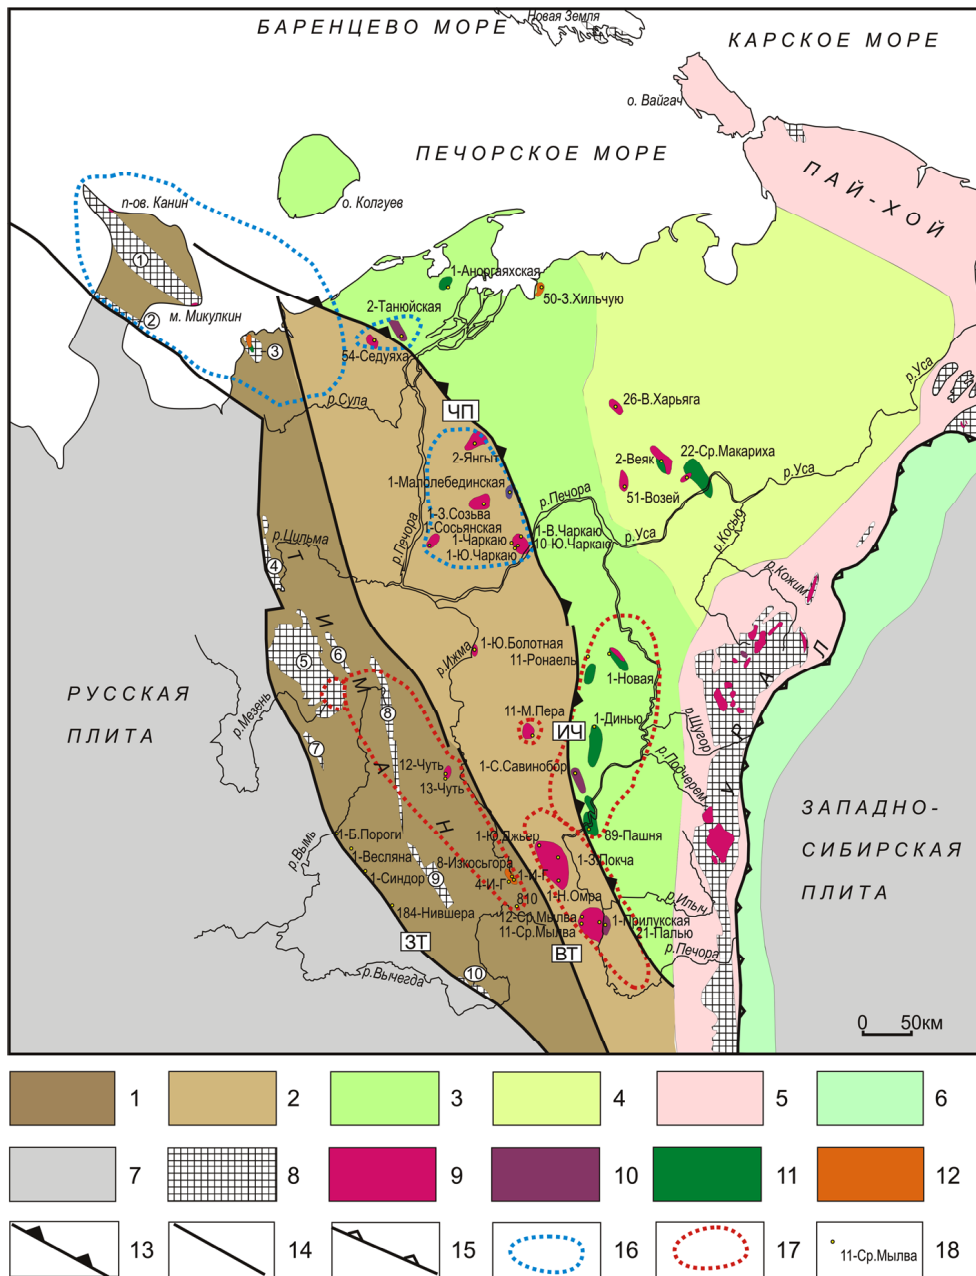 БАРЕНЦЕВО МОРЕ
Новая Земля
КАРСКОЕ МОРЕ
о. Вайгач
ПЕЧОРСКОЕ МОРЕ
ПАЙ-ХОЙ
п-ов. Канин
о. Колгуев
1
м. Микулкин
2
3
1-Аноргаяхская
50-З.Хильчую
2-Танюйская
54-Седуяха
р.Сула
р.Уса
ЧП
26-В.Харьяга
2-Янгыт
2-Веяк
22-Ср.Макариха
1-Малолебединская
51-Возей
р.Уса
р.Печора
1-З.Созьва
1-Сосьянская
1-Чаркаю
1-Ю.Чаркаю
1-В.Чаркаю
10-Ю.Чаркаю
р.Печора
р.Уса
р.Косью
р.Цильма
4
р.Кожим
ТИМАН
УРАЛ
5
6
7
8
9
10
р.Ижма
1-Ю.Болотная
11-Ронаель
1-Новая
РУССКАЯ
ПЛИТА
р.Мезень
11-М.Пера
ИЧ
1-Динью
р.Щугор
р.Подчерем
12-Чуть
13-Чуть
1-С.Савинобор
ЗАПАДНО-
СИБИРСКАЯ
ПЛИТА
1-Б.Пороги
1-Весляна
1-Синдор
р.Вымь
184-Нившера
8-Изкосьгора
4-И-Г
1-И-Г
810
1-Ю.Джьер
89-Пашня
1-З.Покча
1-Н.Омра
12-Ср.Мылва
11-Ср.Мылва
1-Прилукская
21-Палью
р.Илыч
р.Печора
ЗТ
ВТ
р.Вычегда
0 50км
1 2 3 4 5 6
7 8 9 10 11 12
13 14 15 16 17 11-Ср.Мылва 18